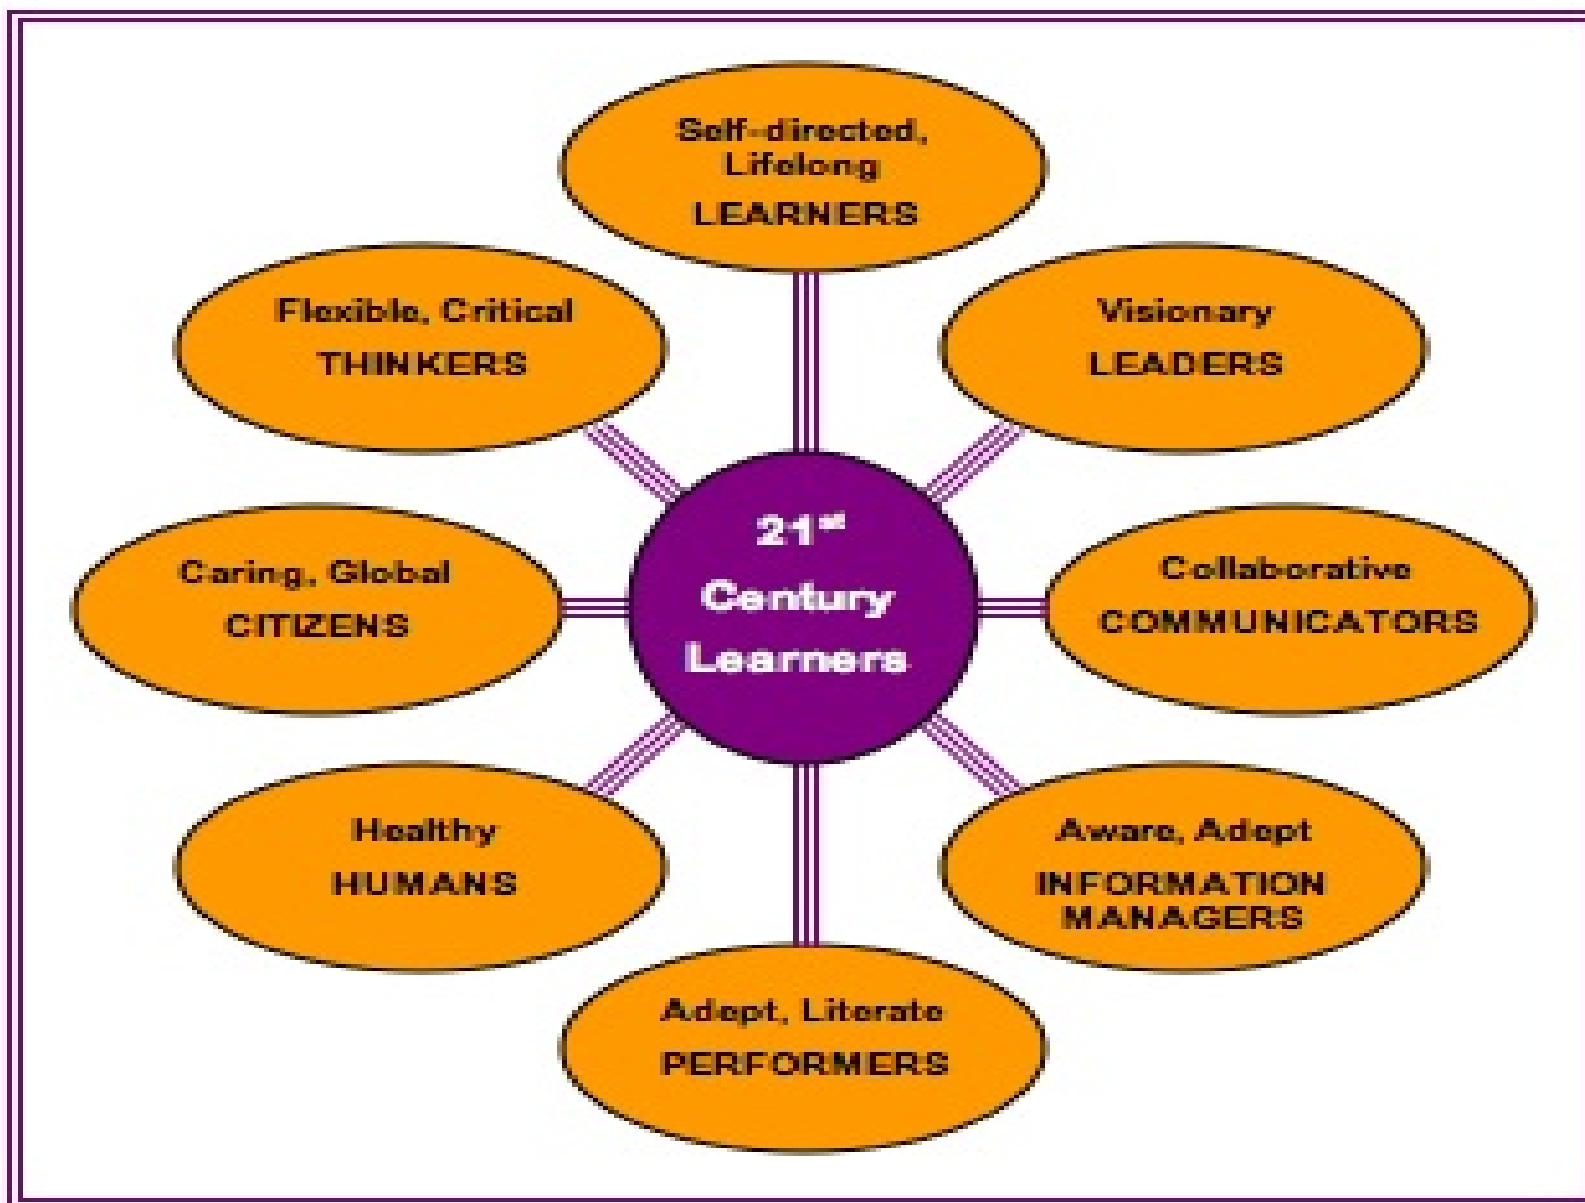 Self-directed,
Lifelong
LEARNERS
Flexible, Critical
THINKERS
Visionary
LEADERS
21st
Century
Learners
Caring, Global
CITIZENS
Collaborative
COMMUNICATORS
Healthy
HUMANS
Aware, Adept
INFORMATION
MANAGERS
Adept, Literate
PERFORMERS